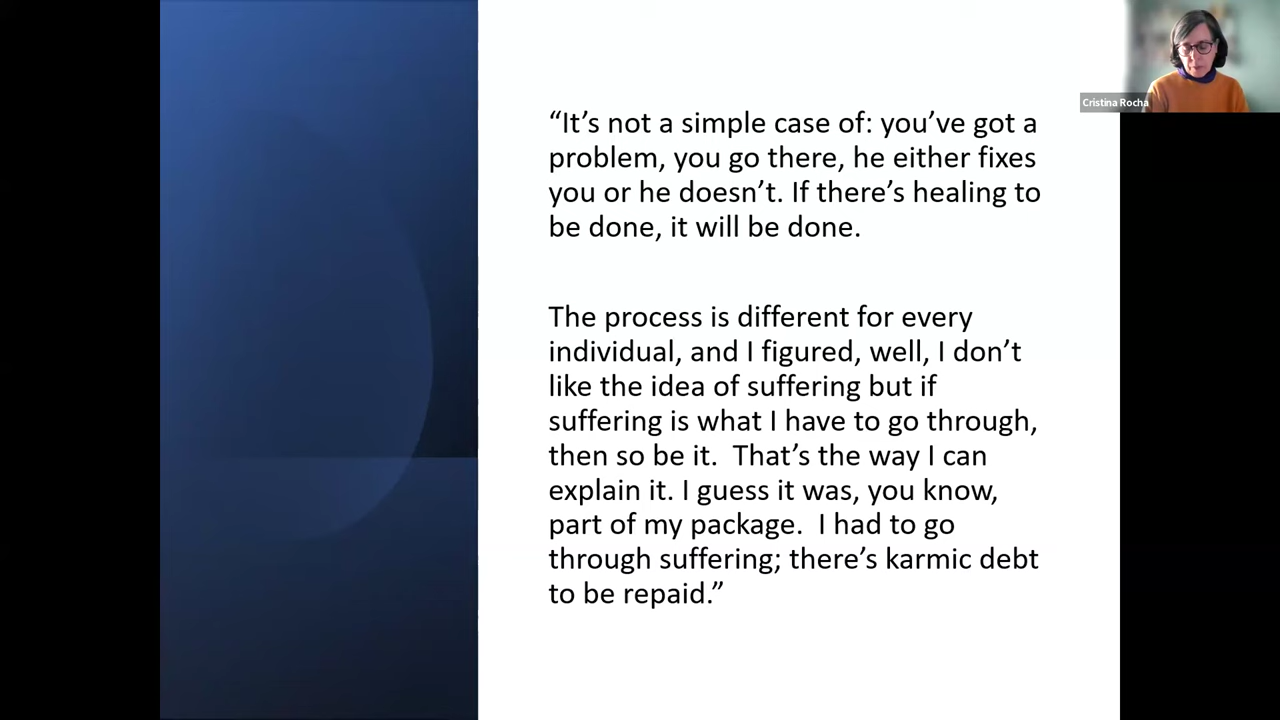 “It’s not a simple case of: you’ve got a
problem, you go there, he either fixes
you or he doesn’t. If there’s healing to
be done, it will be done.
The process is different for every
individual, and I figured, well, I don’t
like the idea of suffering but if
suffering is what I have to go through,
then so be it.  That’s the way I can
explain it. I guess it was, you know,
part of my package.  I had to go
through suffering; there’s karmic debt
to be repaid.”
Cristina Rocha